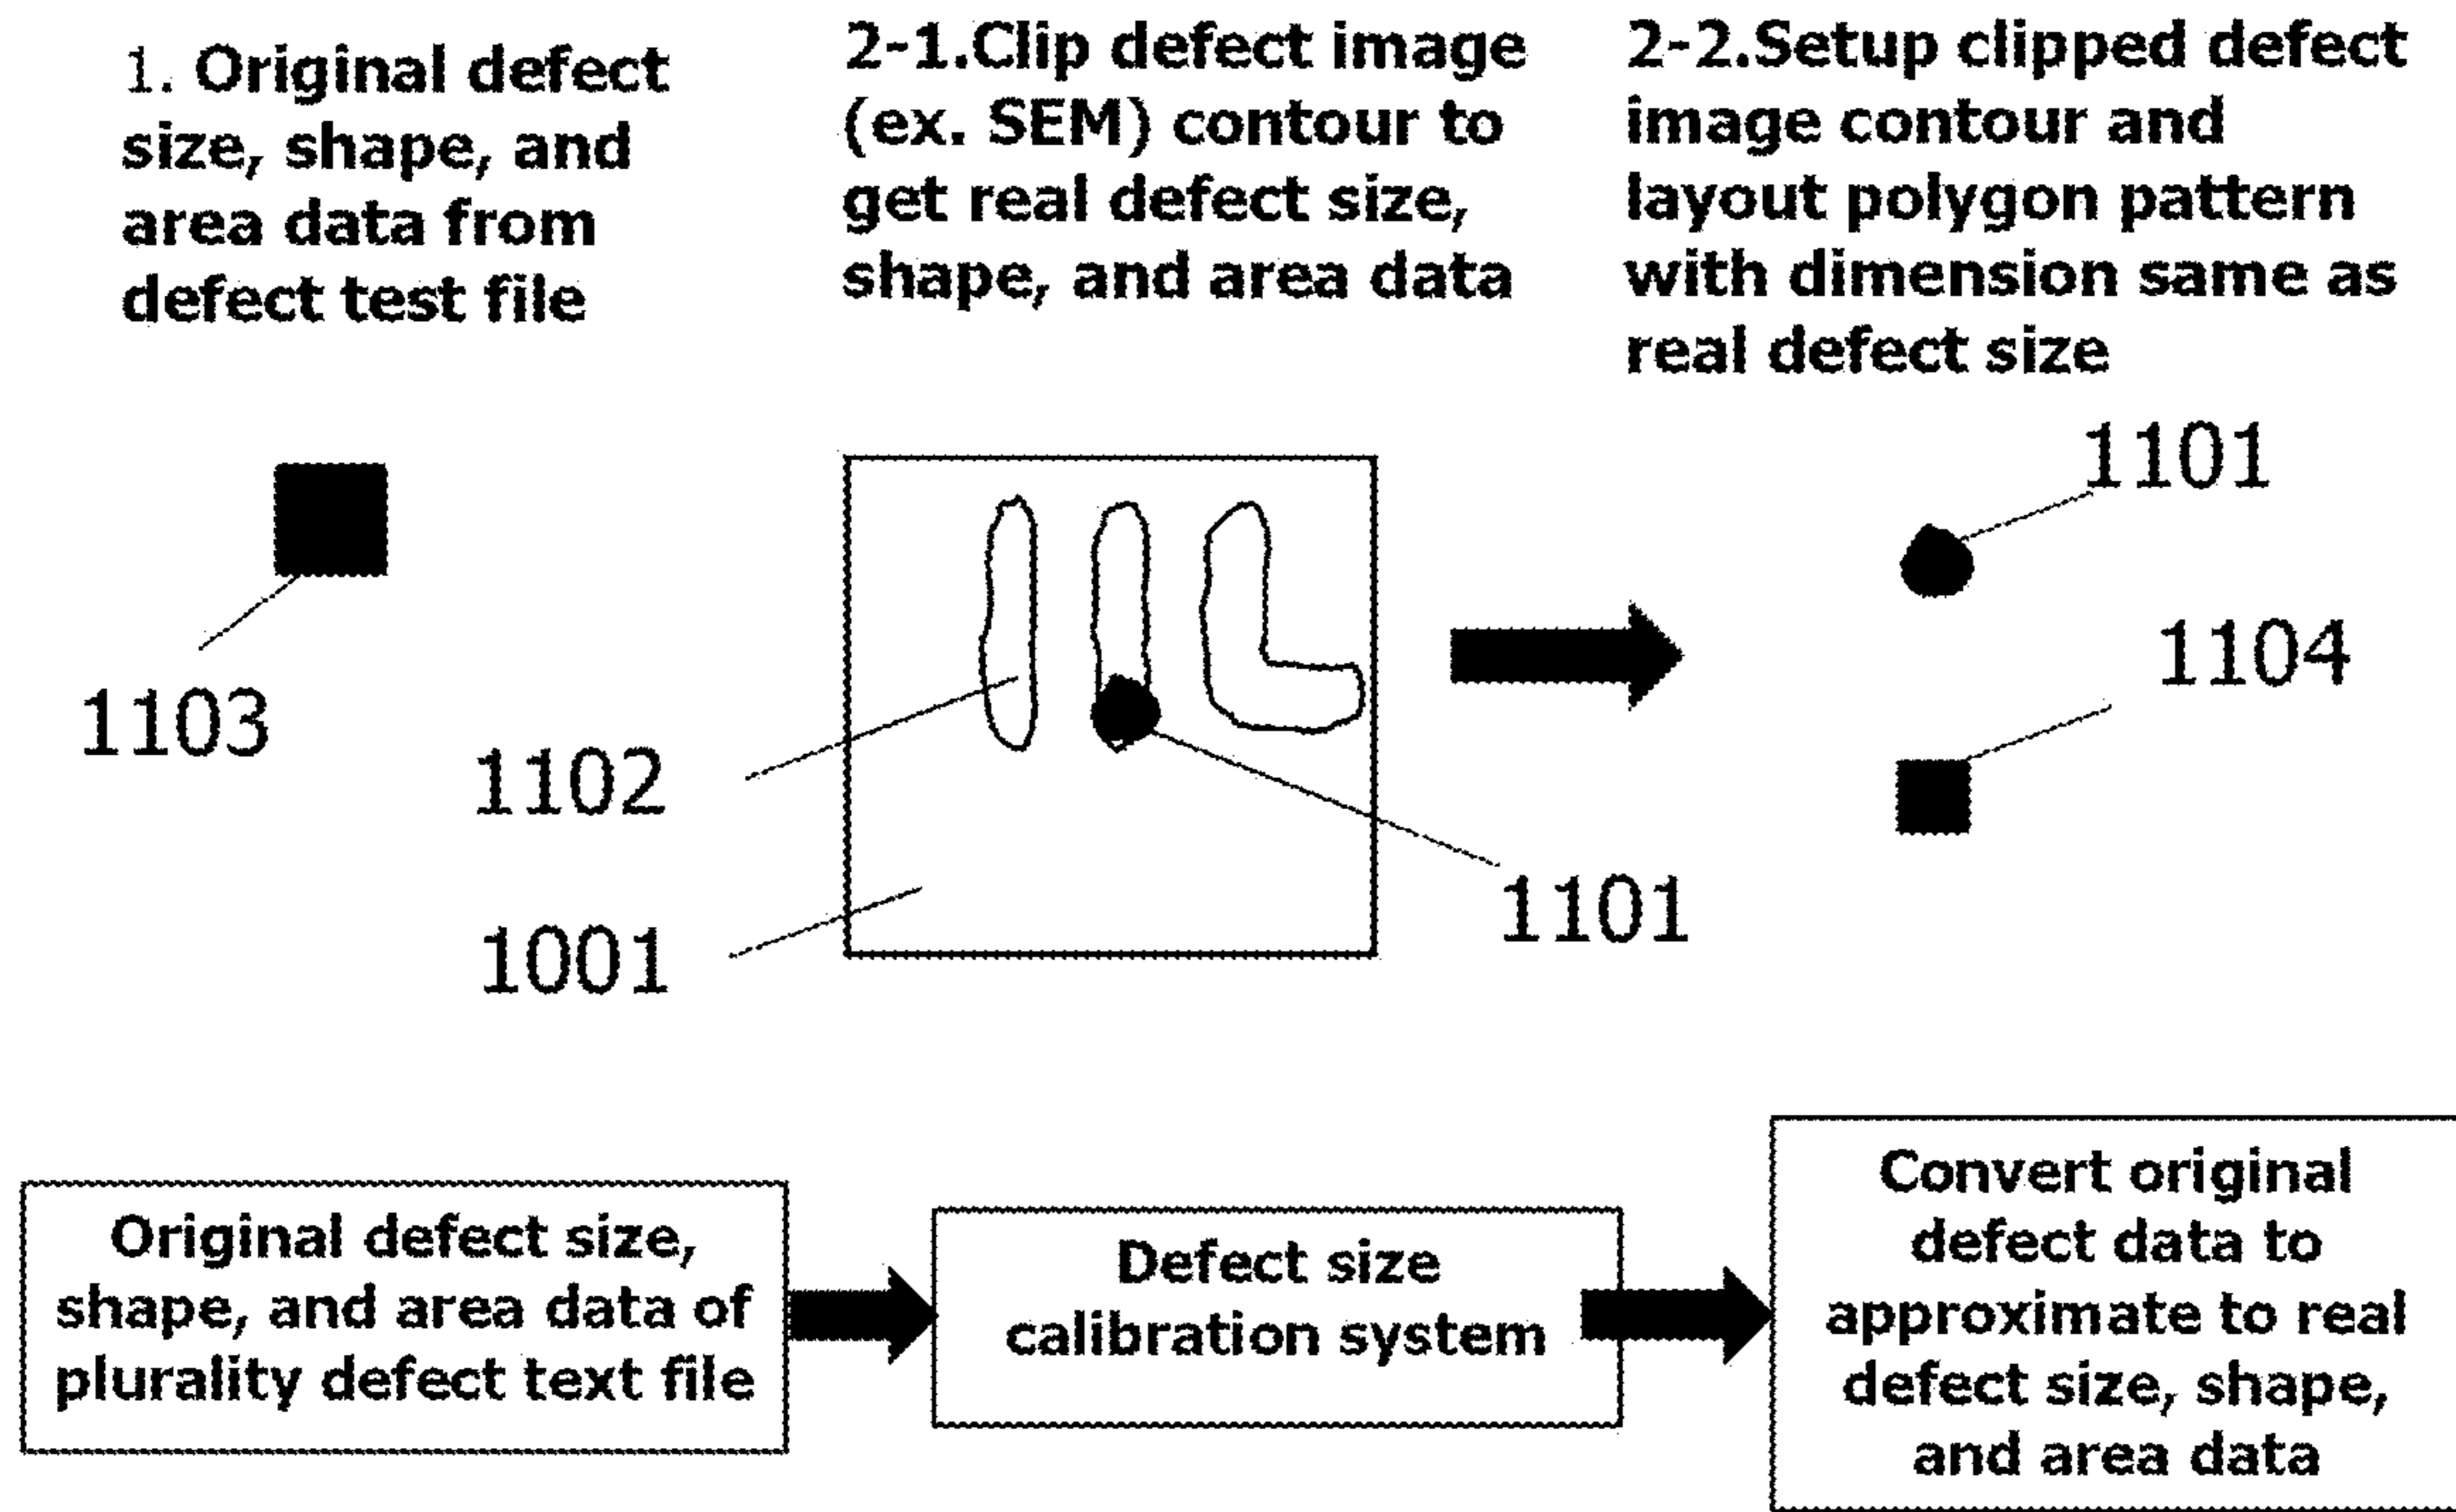 1. Original defect
size, shape, and
area data from
defect test file
2-1.Clip defect image
(ex. SEM) contour to
get real defect size,
shape, and area data
2-2.Setup clipped defect
image contour and
layout polygon pattern
with dimension same as
real defect size
1103
1102
1001
1101
1101
1104
Original defect size,
shape, and area data of
plurality defect text file
Defect size
calibration system
Convert original
defect data to
approximate to real
defect size, shape,
and area data